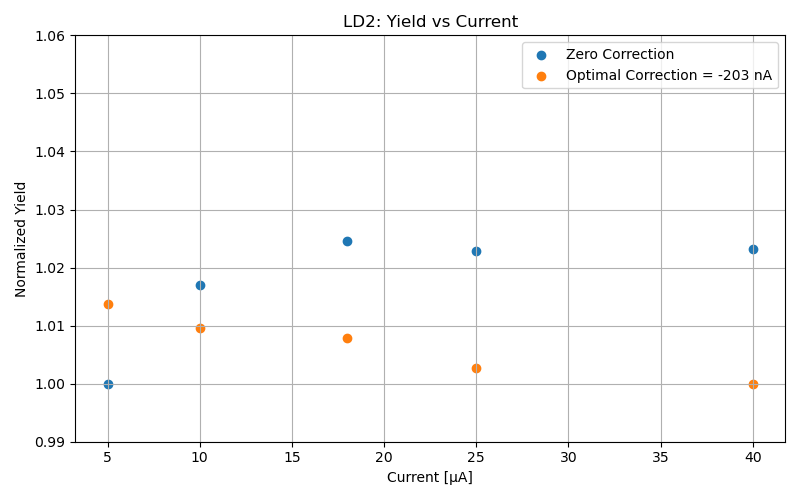 LD2: Yield vs Current
Zero Correction
Optimal Correction = -203 nA
Normalized Yield
1.06
1.05
1.04
1.03
1.02
1.01
1.00
0.99
5 10 15 20 25 30 35 40
Current [μA]